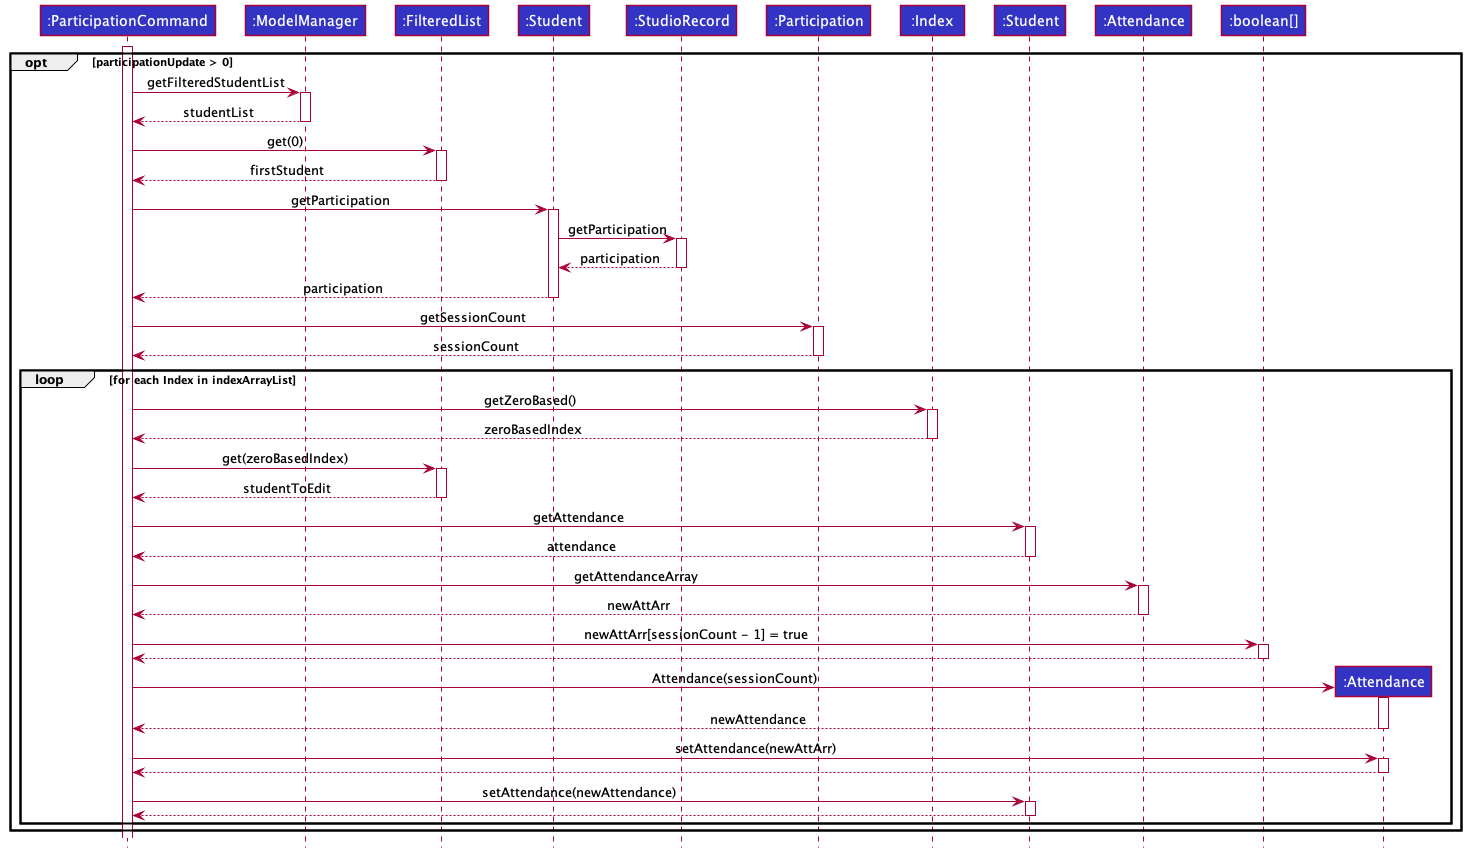 :ParticipationCommand :ModelManager :FilteredList :Student :StudioRecord :Participation :Index :Student :Attendance :boolean[]
opt [participationUpdate > 0]
getFilteredStudentList
studentList
get(0)
firstStudent
getParticipation
getParticipation
participation
participation
getSessionCount
sessionCount
loop [for each Index in indexArrayList]
getZeroBased()
zeroBasedIndex
get(zeroBasedIndex)
studentToEdit
getAttendance
attendance
getAttendanceArray
newAttArr
newAttArr[sessionCount - 1] = true
Attendance(sessionCount) :Attendance
newAttendance
setAttendance(newAttArr)
setAttendance(newAttendance)